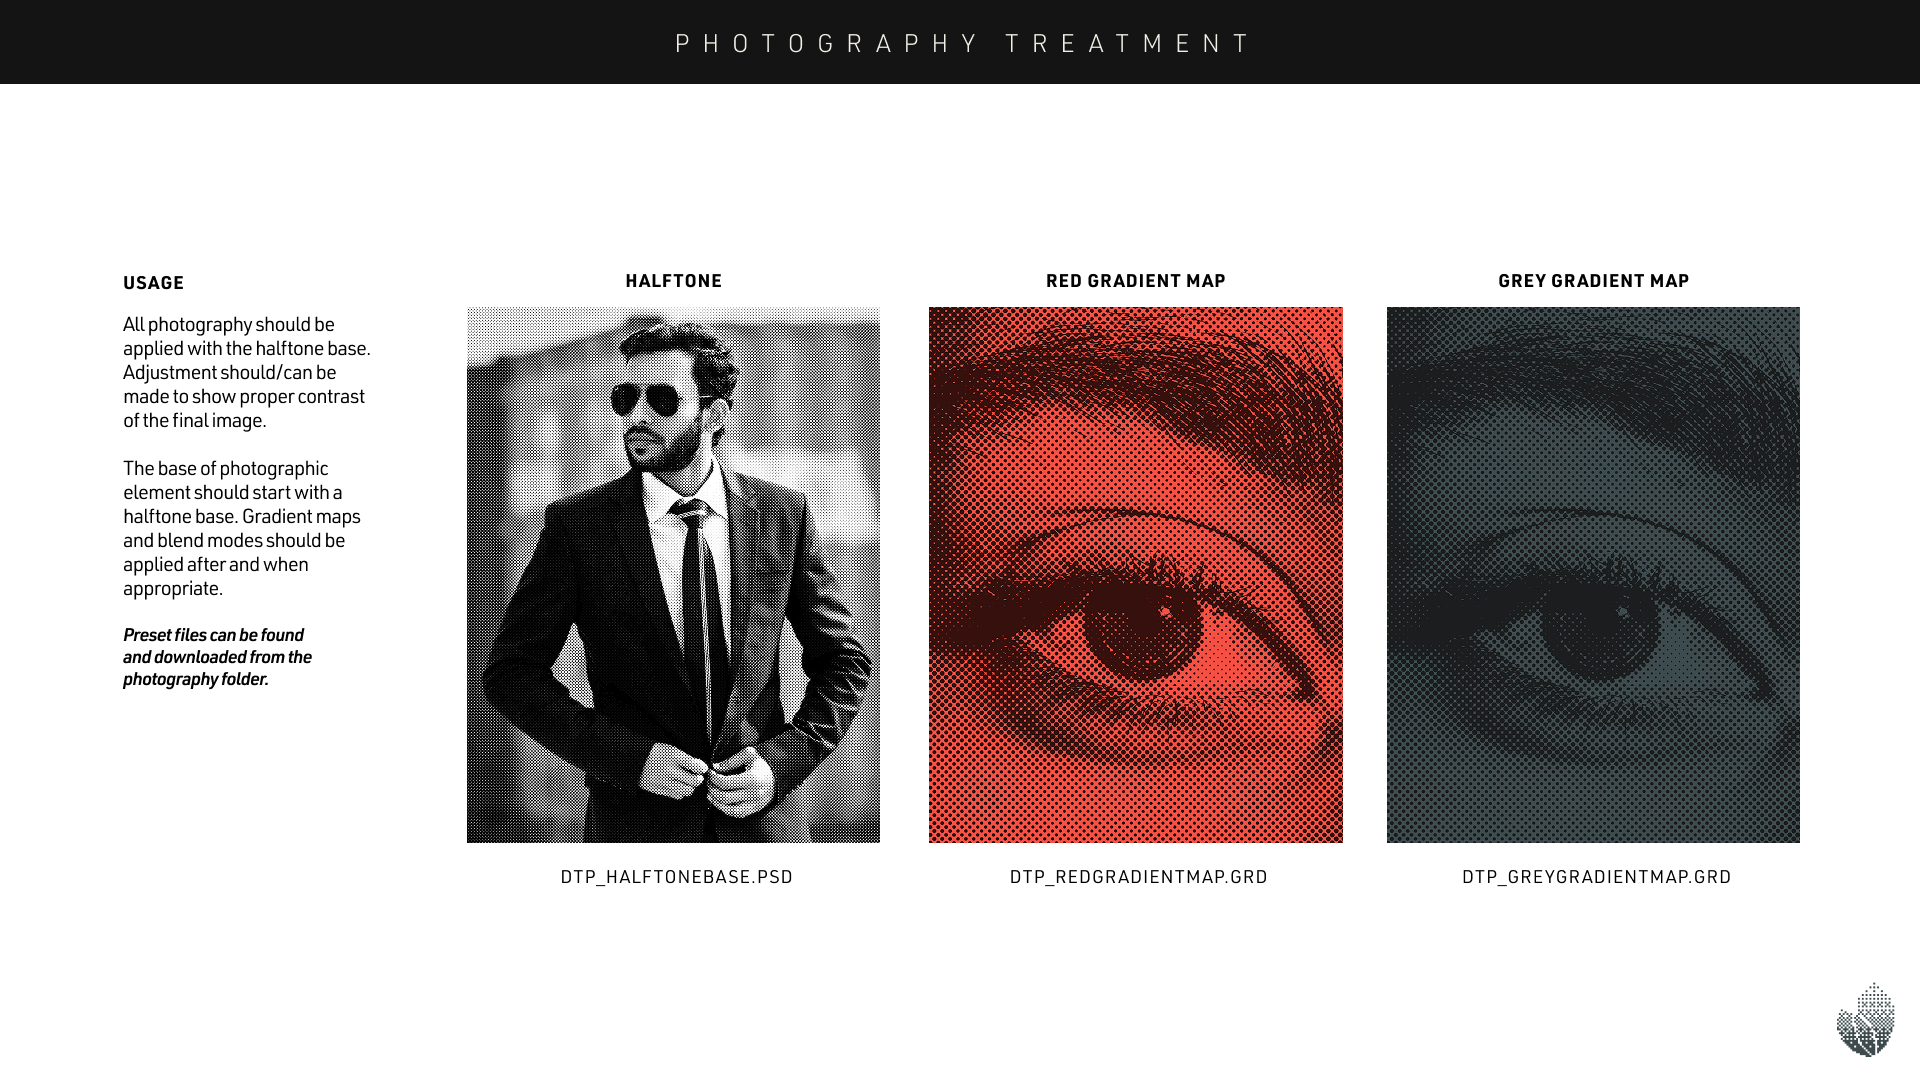 PHOTOGRAPHY TREATMENT
USAGE
All photography should be
applied with the halftone base.
Adjustment should/can be
made to show proper contrast
of the final image.
The base of photographic
element should start with a
halftone base. Gradient maps
and blend modes should be
applied after and when
appropriate.
Preset files can be found
and downloaded from the
photography folder.
HALFTONE
DTP_HALFTONEBASE.PSD
RED GRADIENT MAP
DTP_REDGRADIENTMAP.GRD
GREY GRADIENT MAP
DTP_GREYGRADIENTMAP.GRD